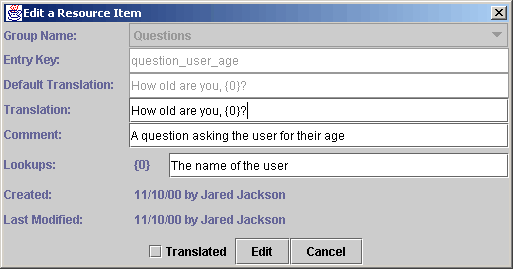 Edit a Resource Item
Group Name: Questions
Entry Key: question_user_age
Default Translation: How old are you, {0}?
Translation: How old are you, {0}?
Comment: A question asking the user for their age
Lookups: {0} The name of the user
Created: 11/10/00 by Jared Jackson
Last Modified: 11/10/00 by Jared Jackson
Translated Edit Cancel